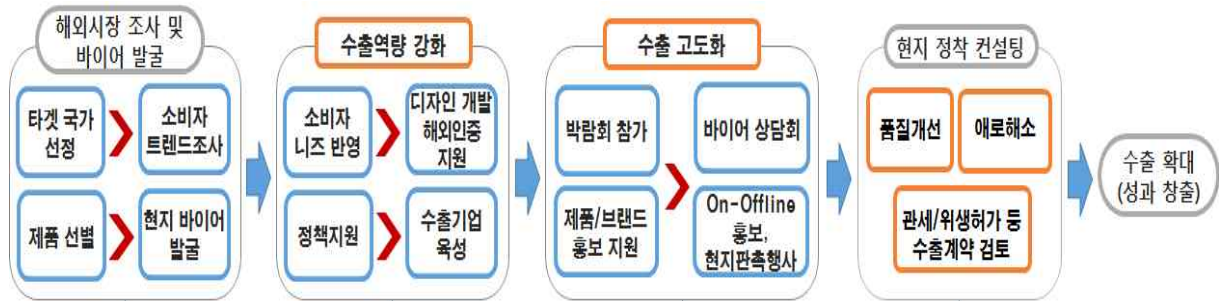 해외시장 조사 및
바이어 발굴
타겟 국가
선정
소비자
트렌드조사
제품 선별
현지 바이어
발굴
수출역량 강화
소비자
니즈 반영
디자인 개발
해외인증
지원
정책지원
수출기업
육성
수출 고도화
박람회 참가
바이어 상담회
제품/브랜드
홍보 지원
On-Offline
홍보,
현지판촉행사
현지 정착 컨설팅
품질개선
애로해소
관세/위생허가 등
수출계약 검토
수출 확대
(성과 창출)